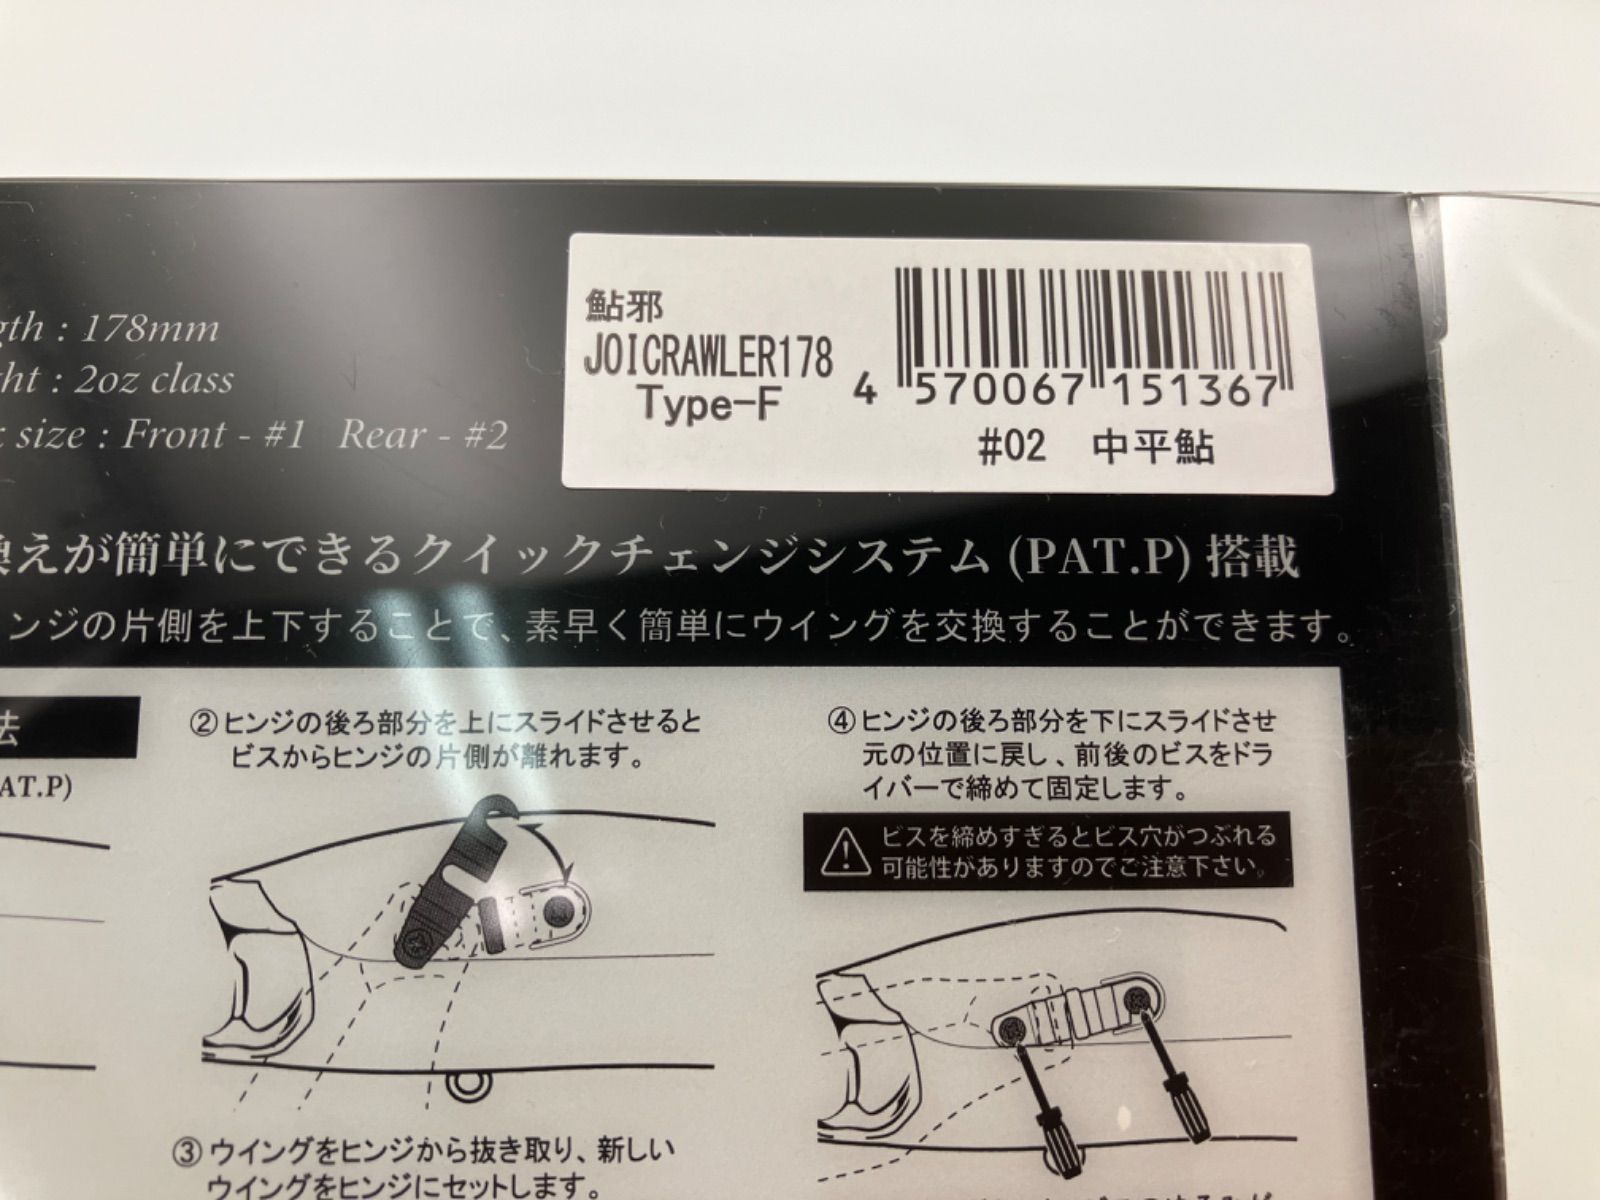 鮎邪
JOICRAWLER178
Type-F
4 570067 151367
#02 中平鮎
gth : 178mm
ht : 2oz class
size : Front - #1 Rear - #2
換えが簡単にできるクイックチェンジシステム (PAT.P) 搭載
ンジの片側を上下することで、素早く簡単にウイングを交換することができます。
法
AT.P)
②ヒンジの後ろ部分を上にスライドさせると
ビスからヒンジの片側が離れます。
③ウイングをヒンジから抜き取り、新しい
ウイングをヒンジにセットします。
④ヒンジの後ろ部分を下にスライドさせ
元の位置に戻し、前後のビスをドラ
イバーで締めて固定します。
ビスを締めすぎるとビス穴がつぶれる
可能性がありますのでご注意下さい。